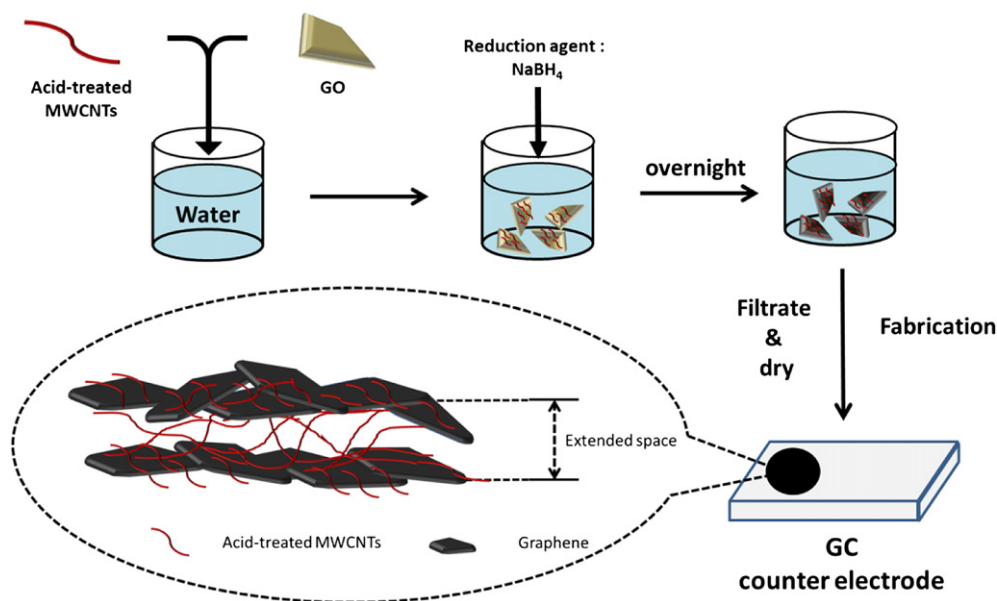 Acid-treated
MWCNTs
GO
Reduction agent :
NaBH₄
Water
overnight
Filtrate
&
dry
Fabrication
Extended space
Acid-treated MWCNTs
Graphene
GC
counter electrode